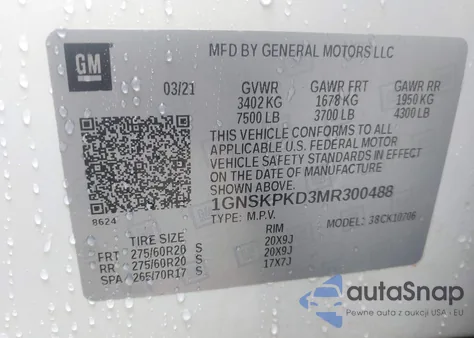 GM
MFD BY GENERAL MOTORS LLC
03/21 GVWR GAWR FRT GAWR RR
3402 KG 1678 KG 1950 KG
7500 LB 3700 LB 4300 LB
THIS VEHICLE CONFORMS TO ALL
APPLICABLE U.S. FEDERAL MOTOR
VEHICLE SAFETY STANDARDS IN EFFECT
ON THE DATE OF MANUFACTURE
SHOWN ABOVE.
1GNSKPKD3MR300488
8624 TYPE: M.P.V. MODEL: 38CK10706
TIRE SIZE RIM
FRT 275/60R20 S 20X9J
RR 275/60R20 S 20X9J
SPA 265/70R17 S 17X7J
autaSnap
Pewne auta z aukcji USA i EU